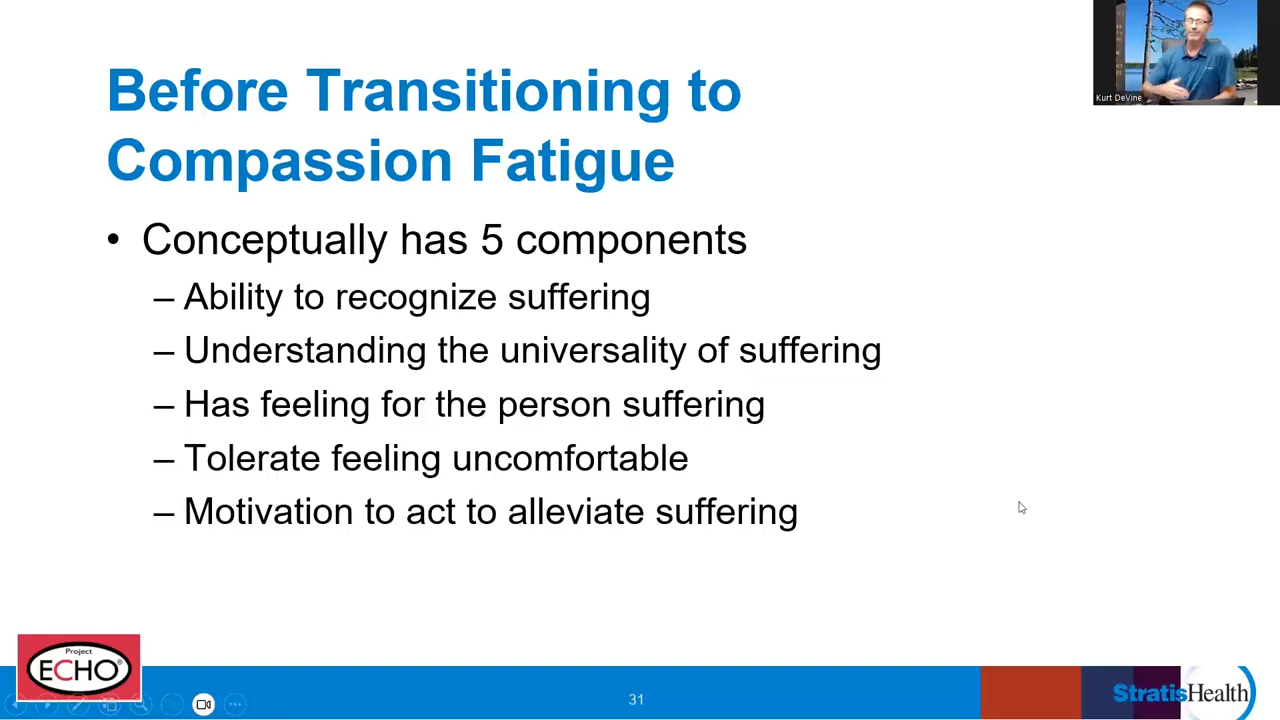 Before Transitioning to
Compassion Fatigue
• Conceptually has 5 components
– Ability to recognize suffering
– Understanding the universality of suffering
– Has feeling for the person suffering
– Tolerate feeling uncomfortable
– Motivation to act to alleviate suffering
Kurt DeVine
Project
ECHO®
31
StratisHealth